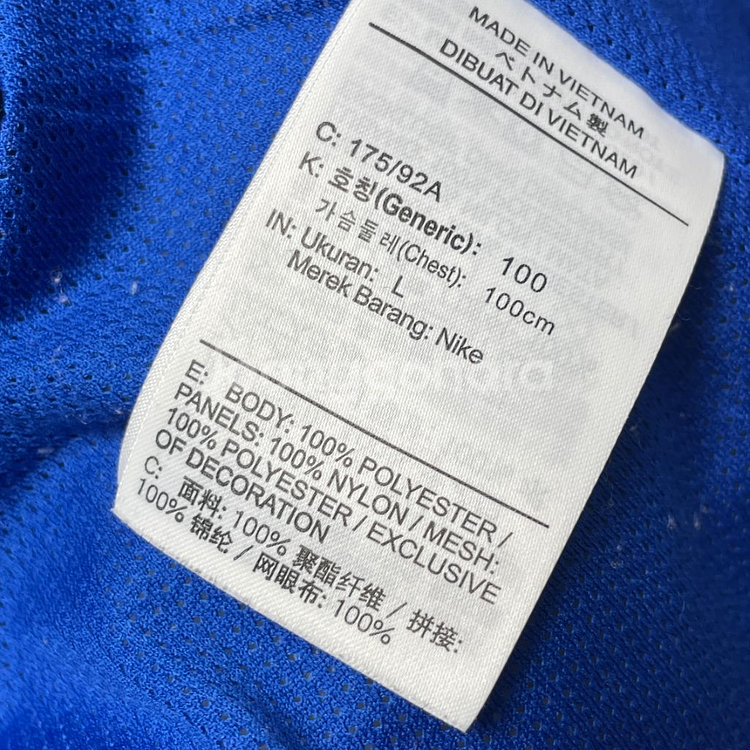 MADE IN VIETNAM
ベトナム製
DIBUAT DI VIETNAM
C: 175/92A
K: 호칭(Generic): 100
가슴둘레(Chest): 100cm
IN: Ukuran: L
Merek Barang: Nike
E: BODY: 100% POLYESTER /
PANELS: 100% NYLON / MESH:
100% POLYESTER / EXCLUSIVE
OF DECORATION
C: 面料: 100% 聚酯纤维 / 拼接:
100% 锦纶 / 网眼布: 100%